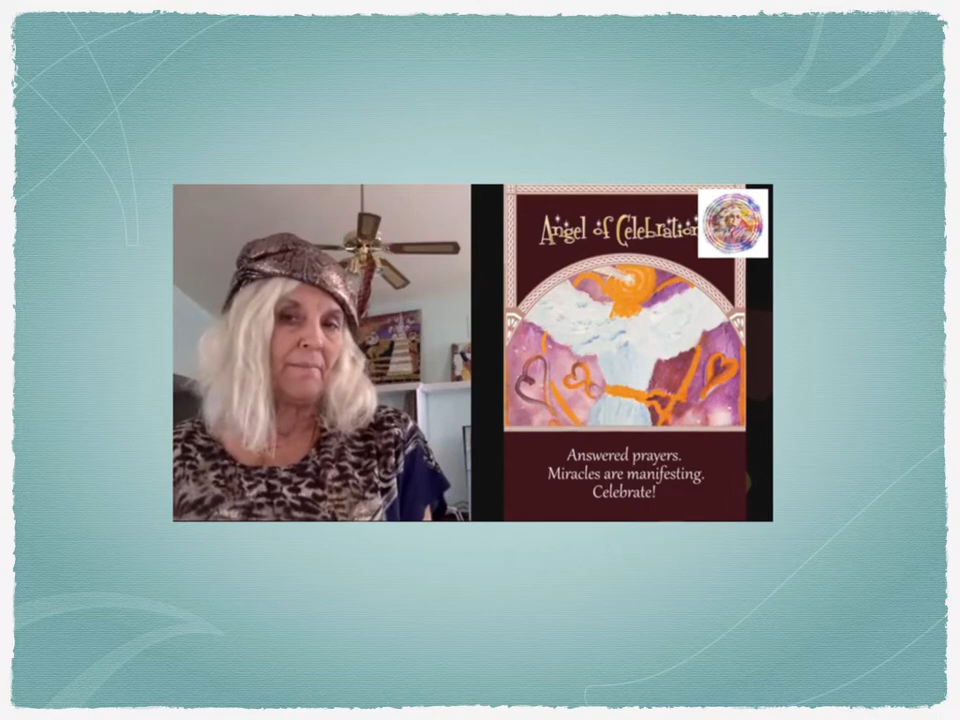 Angel of Celebration
Answered prayers.
Miracles are manifesting.
Celebrate!